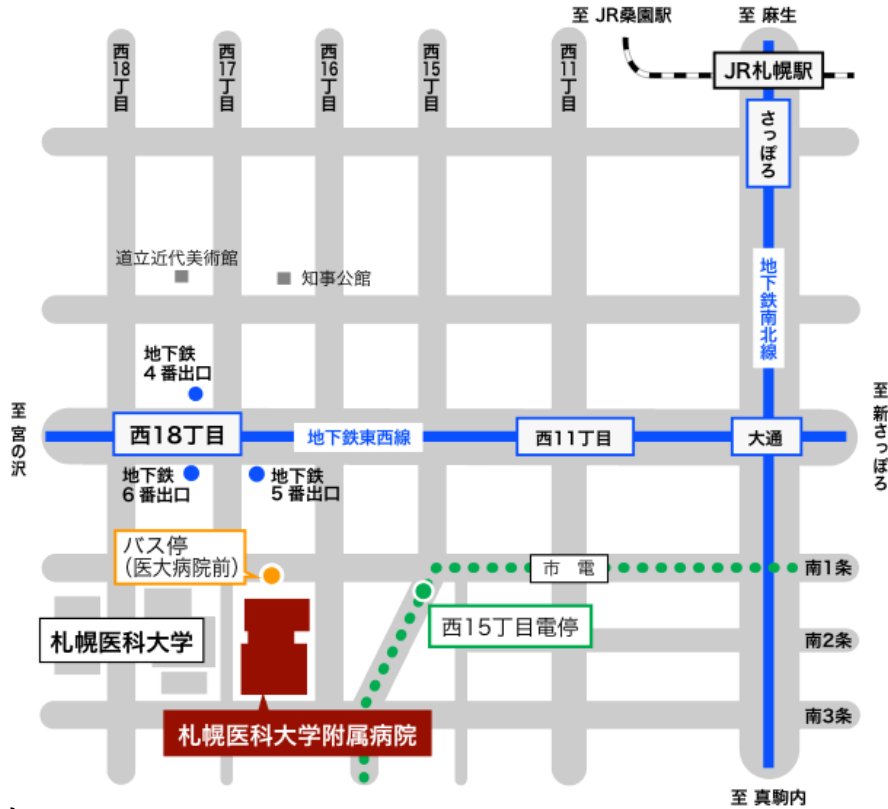 至 JR桑園駅
至 麻生
西18丁目
西17丁目
西16丁目
西15丁目
西11丁目
JR札幌駅
さっぽろ
道立近代美術館
知事公館
地下鉄南北線
地下鉄
4番出口
至 宮の沢
西18丁目
地下鉄東西線
西11丁目
大通
至 新さっぽろ
地下鉄
6番出口
地下鉄
5番出口
バス停
(医大病院前)
市 電
南1条
札幌医科大学
西15丁目電停
南2条
札幌医科大学附属病院
南3条
至 真駒内